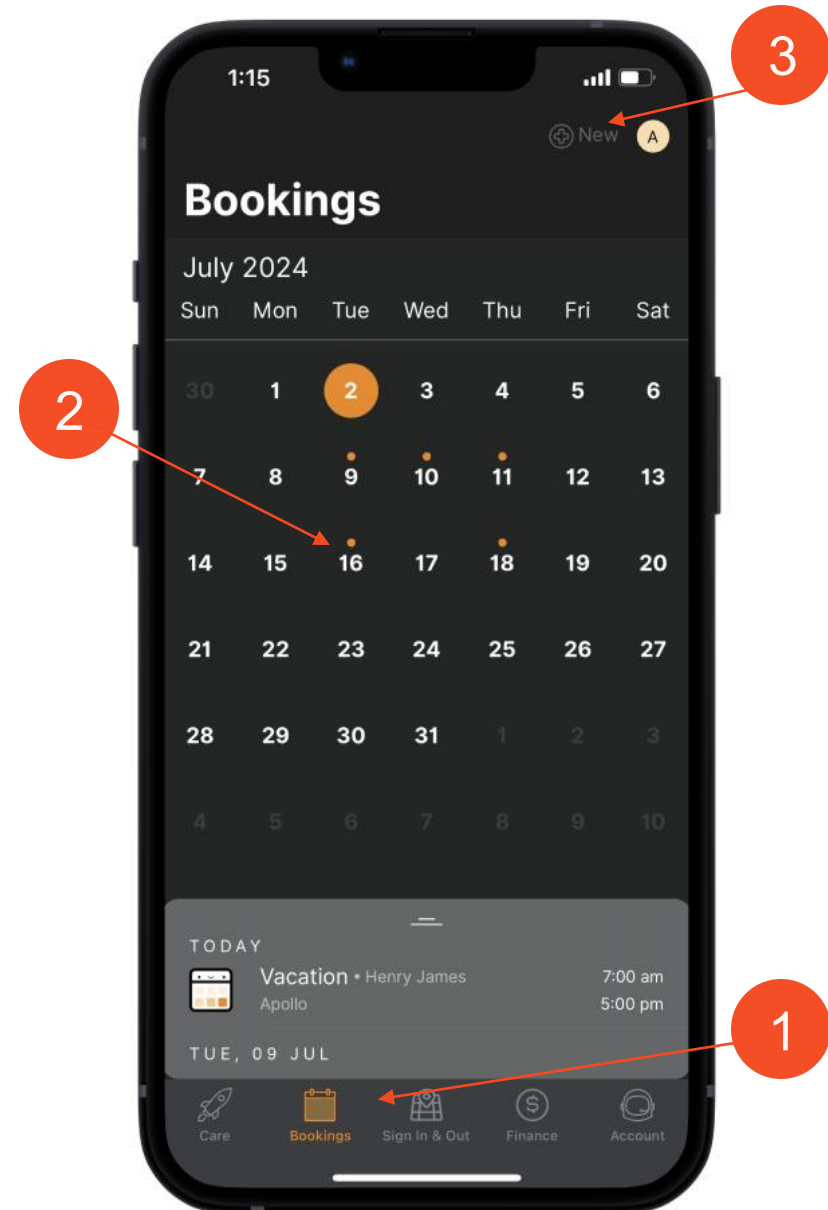 3
1:15
New A
Bookings
July 2024
Sun Mon Tue Wed Thu Fri Sat
30 1 2 3 4 5 6
2
7 8 9 10 11 12 13
14 15 16 17 18 19 20
21 22 23 24 25 26 27
28 29 30 31 1 2 3
4 5 6 7 8 9 10
TODAY
Vacation • Henry James 7:00 am
Apollo 5:00 pm
1
TUE, 09 JUL
Care Bookings Sign In & Out Finance Account